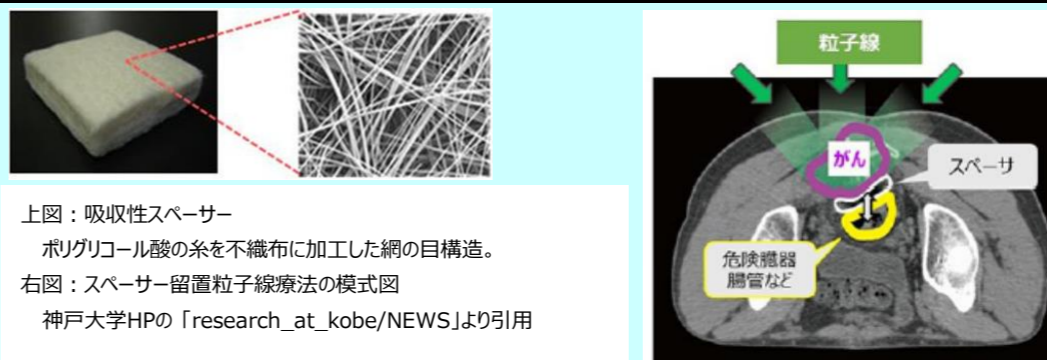 上図：吸収性スペーサー
ポリグリコール酸の糸を不織布に加工した網の目構造。
右図：スペーサー留置粒子線療法の模式図
神戸大学HPの「research_at_kobe/NEWS」より引用
粒子線
がん
スペーサ
危険臓器
腸管など